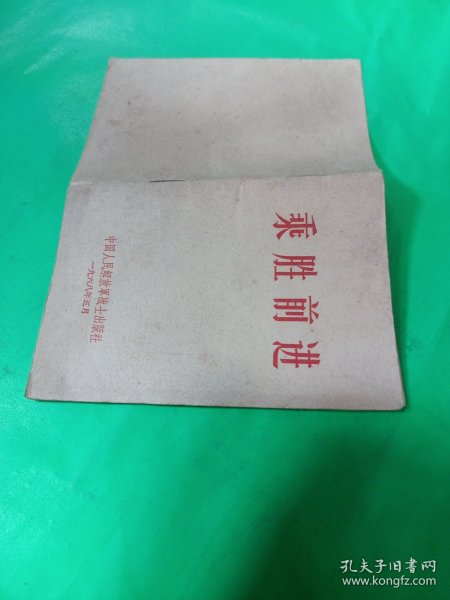 乘胜前进
中国人民解放军战士出版社
一九六八年五月
孔夫子旧书网
www.kongfz.com